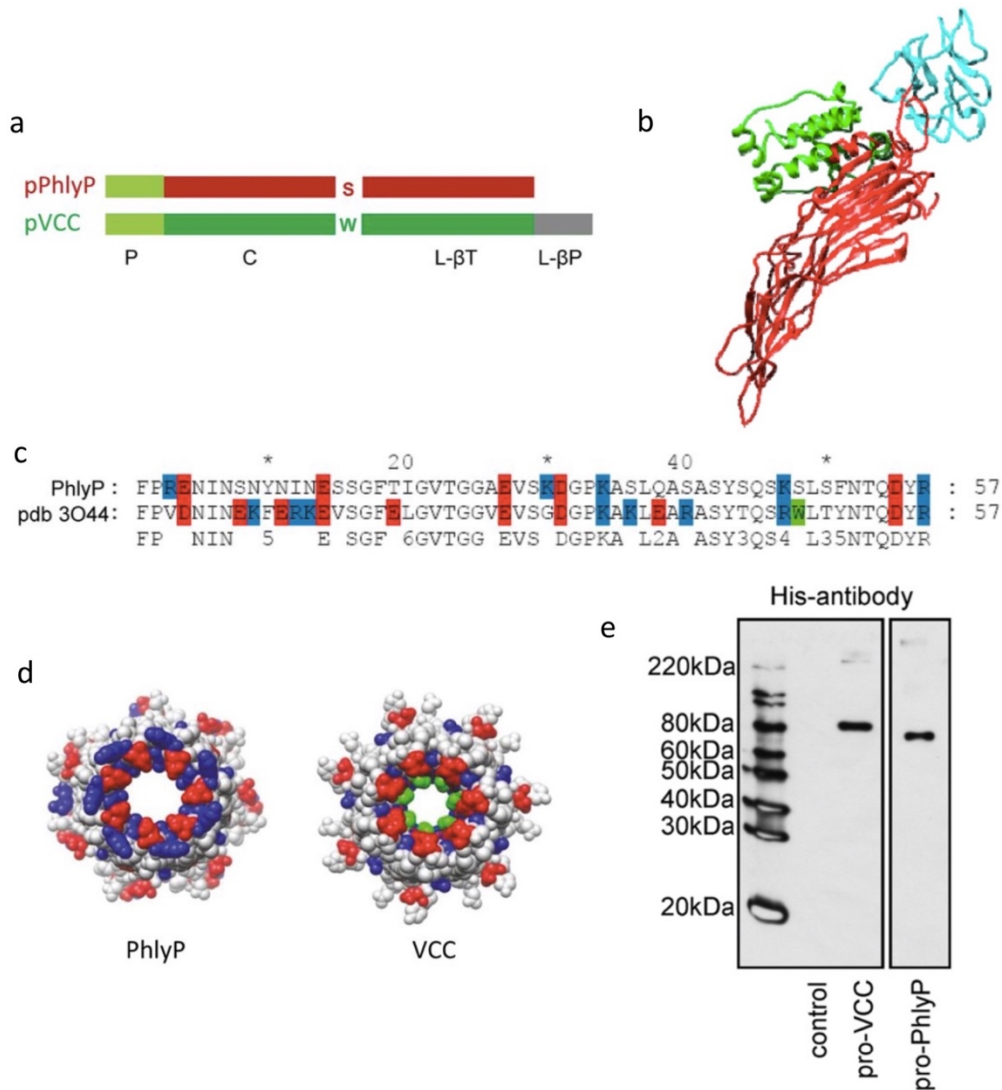 a
pPhlyP
s
pVCC
w
P C L-βT L-βP
b
c
* 20 * 40 *
PhlyP : FPRENINSNYNINESSGFTIGVTGGAEVSKDGPKASLQASASYSQSKSLSFNTQDYR : 57
pdb 3O44 : FPVDNINEKFERKEVSGFELGVTGGVEVSGDGPKAKLEARASYTQSRWLTYNTQDYR : 57
FP NIN 5 E SGF 6GVTGG EVS DGPKA L2A ASY3QS4 L35NTQDYR
d
PhlyP
VCC
e
His-antibody
220kDa
80kDa
60kDa
50kDa
40kDa
30kDa
20kDa
control
pro-VCC
pro-PhlyP